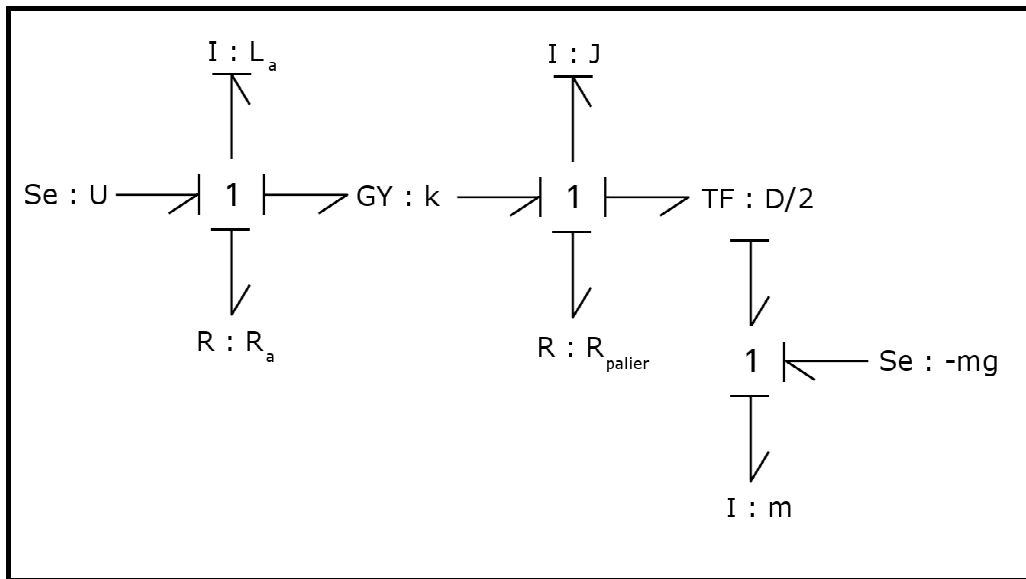 I : La
I : J
Se : U
1
GY : k
1
TF : D/2
R : Ra
R : Rpalier
1
Se : -mg
I : m